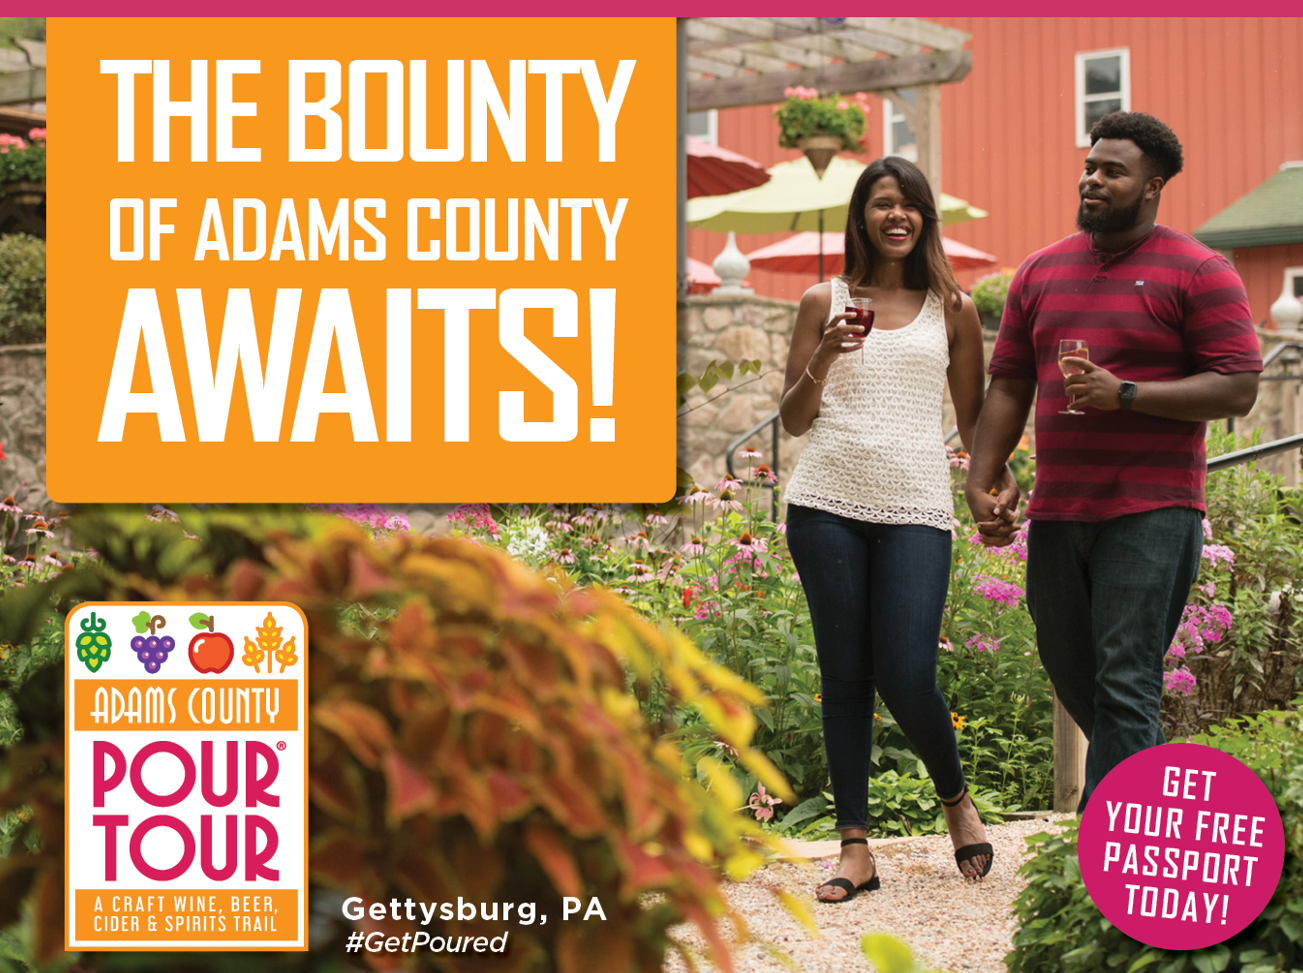 THE BOUNTY
OF ADAMS COUNTY
AWAITS!
ADAMS COUNTY
POUR®
TOUR
A CRAFT WINE, BEER,
CIDER & SPIRITS TRAIL
Gettysburg, PA
#GetPoured
GET
YOUR FREE
PASSPORT
TODAY!